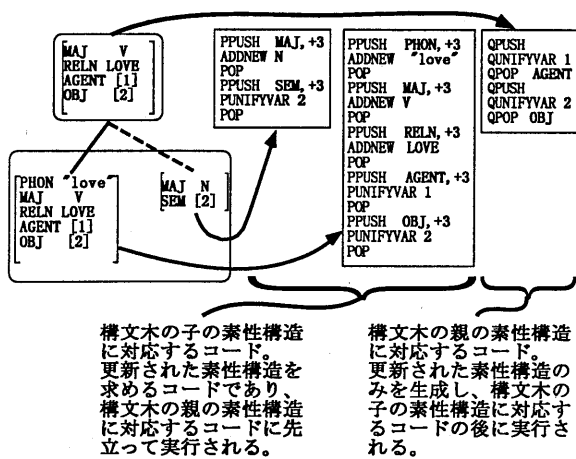 MAJ V
RELN LOVE
AGENT [1]
OBJ [2]
PHON "love"
MAJ V
RELN LOVE
AGENT [1]
OBJ [2]
MAJ N
SEM [2]
PPUSH MAJ,+3
ADDNEW N
POP
PPUSH SEM,+3
PUNIFYVAR 2
POP
PPUSH PHON,+3
ADDNEW "love"
POP
PPUSH MAJ,+3
ADDNEW V
POP
PPUSH RELN,+3
ADDNEW LOVE
POP
PPUSH AGENT,+3
PUNIFYVAR 1
POP
PPUSH OBJ,+3
PUNIFYVAR 2
POP
QPUSH
QUNIFYVAR 1
QPOP AGENT
QPUSH
QUNIFYVAR 2
QPOP OBJ
構文木の子の素性構造
に対応するコード。
更新された素性構造を
求めるコードであり、
構文木の親の素性構造
に対応するコードに先
立って実行される。
構文木の親の素性構造
に対応するコード。
更新された素性構造の
みを生成し、構文木の
子の素性構造に対応す
るコードの後に実行さ
れる。